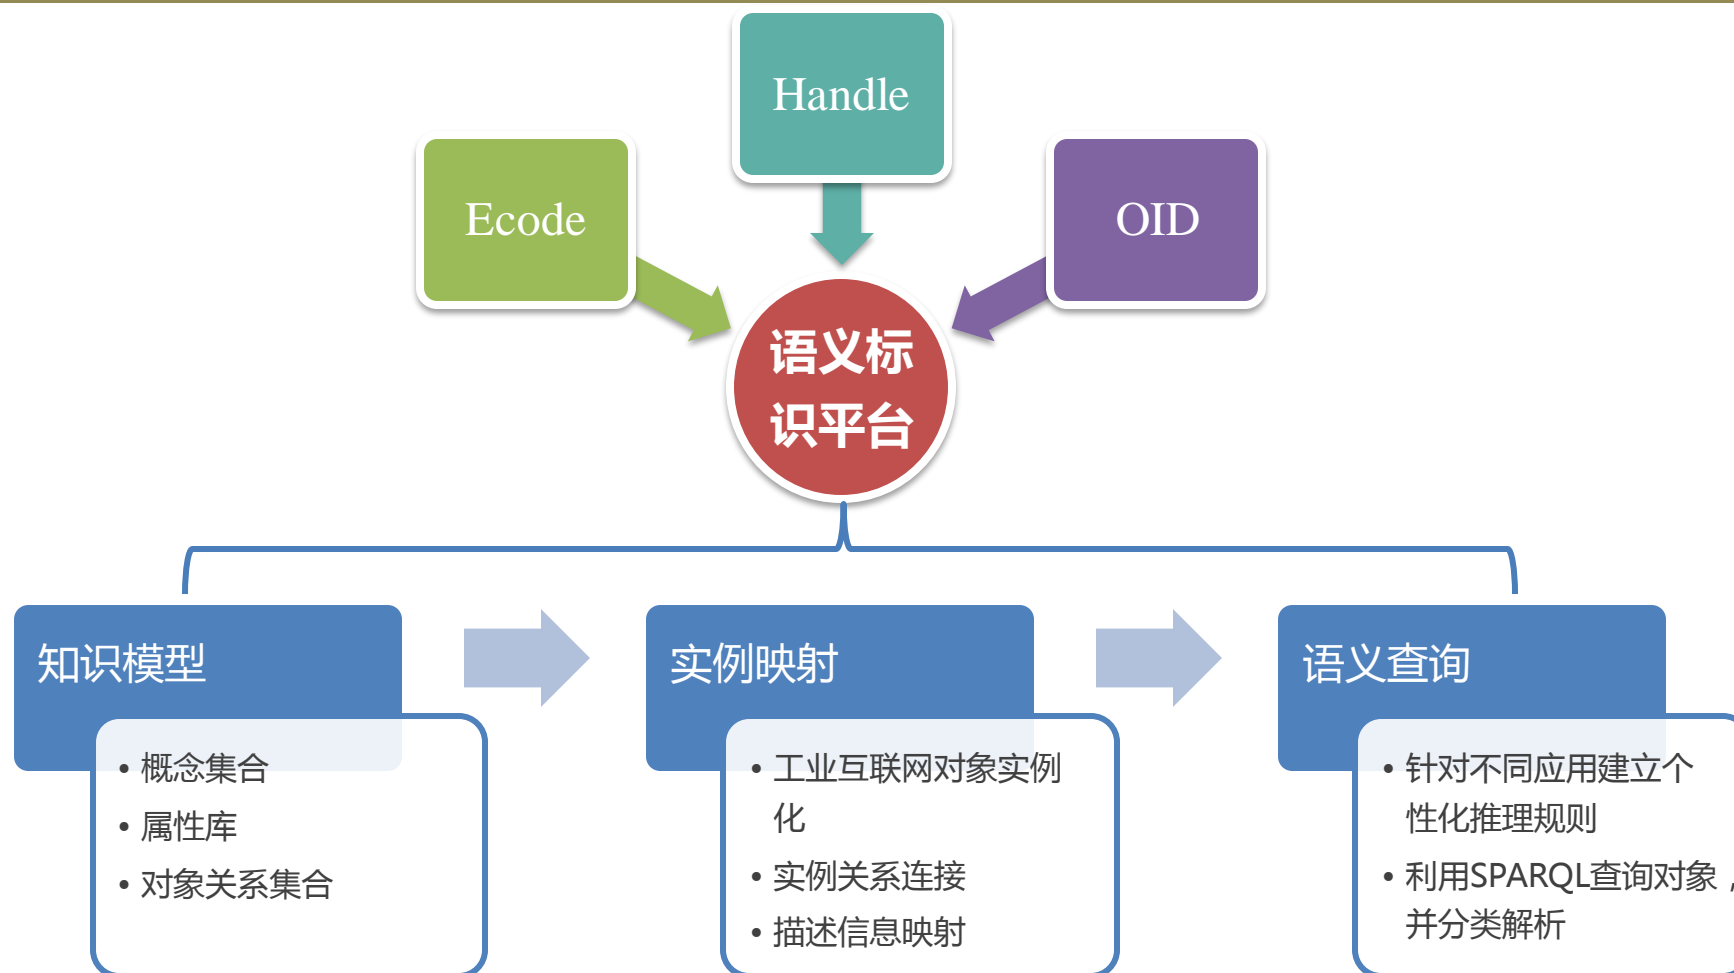 Handle
Ecode
OID
语义标
识平台
知识模型
实例映射
语义查询
• 概念集合
• 属性库
• 对象关系集合
• 工业互联网对象实例
化
• 实例关系连接
• 描述信息映射
• 针对不同应用建立个
性化推理规则
• 利用SPARQL查询对象，
并分类解析